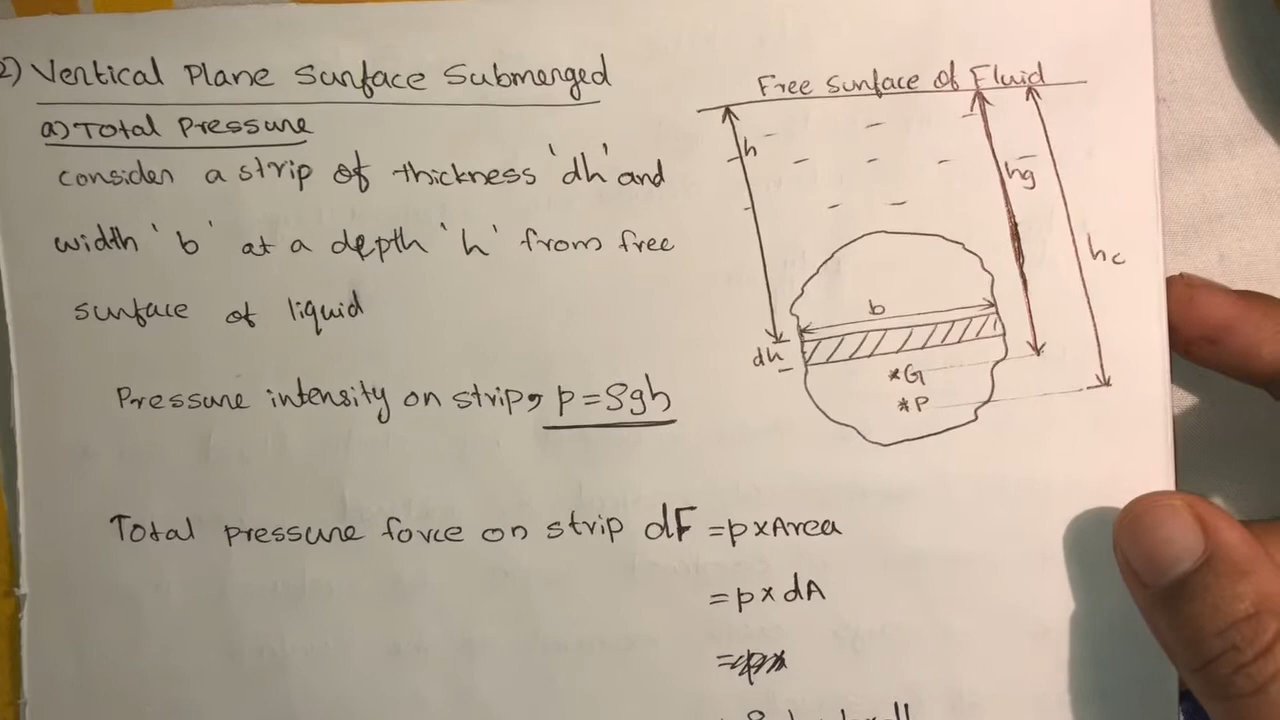 2) Vertical Plane Surface Submerged
a) Total Pressure
consider a strip of thickness 'dh' and
width 'b' at a depth 'h' from free
surface of liquid
Pressure intensity on strip, p=ρgh
Total pressure force on strip dF =p×Area
=p×dA
Free surface of Fluid
h
hg
hc
b
dh
*G
*P